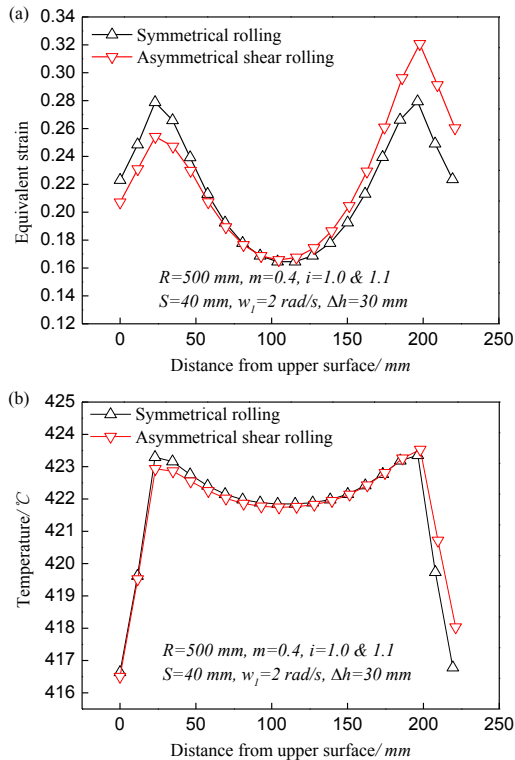 (a)
0.34
0.32
0.30
0.28
0.26
0.24
0.22
0.20
0.18
0.16
0.14
0.12
Equivalent strain
Symmetrical rolling
Asymmetrical shear rolling
R=500 mm, m=0.4, i=1.0 & 1.1
S=40 mm, w1=2 rad/s, Δh=30 mm
0 50 100 150 200 250
Distance from upper surface/ mm
(b)
425
424
423
422
421
420
419
418
417
416
Temperature/ ℃
Symmetrical rolling
Asymmetrical shear rolling
R=500 mm, m=0.4, i=1.0 & 1.1
S=40 mm, w1=2 rad/s, Δh=30 mm
0 50 100 150 200 250
Distance from upper surface/ mm